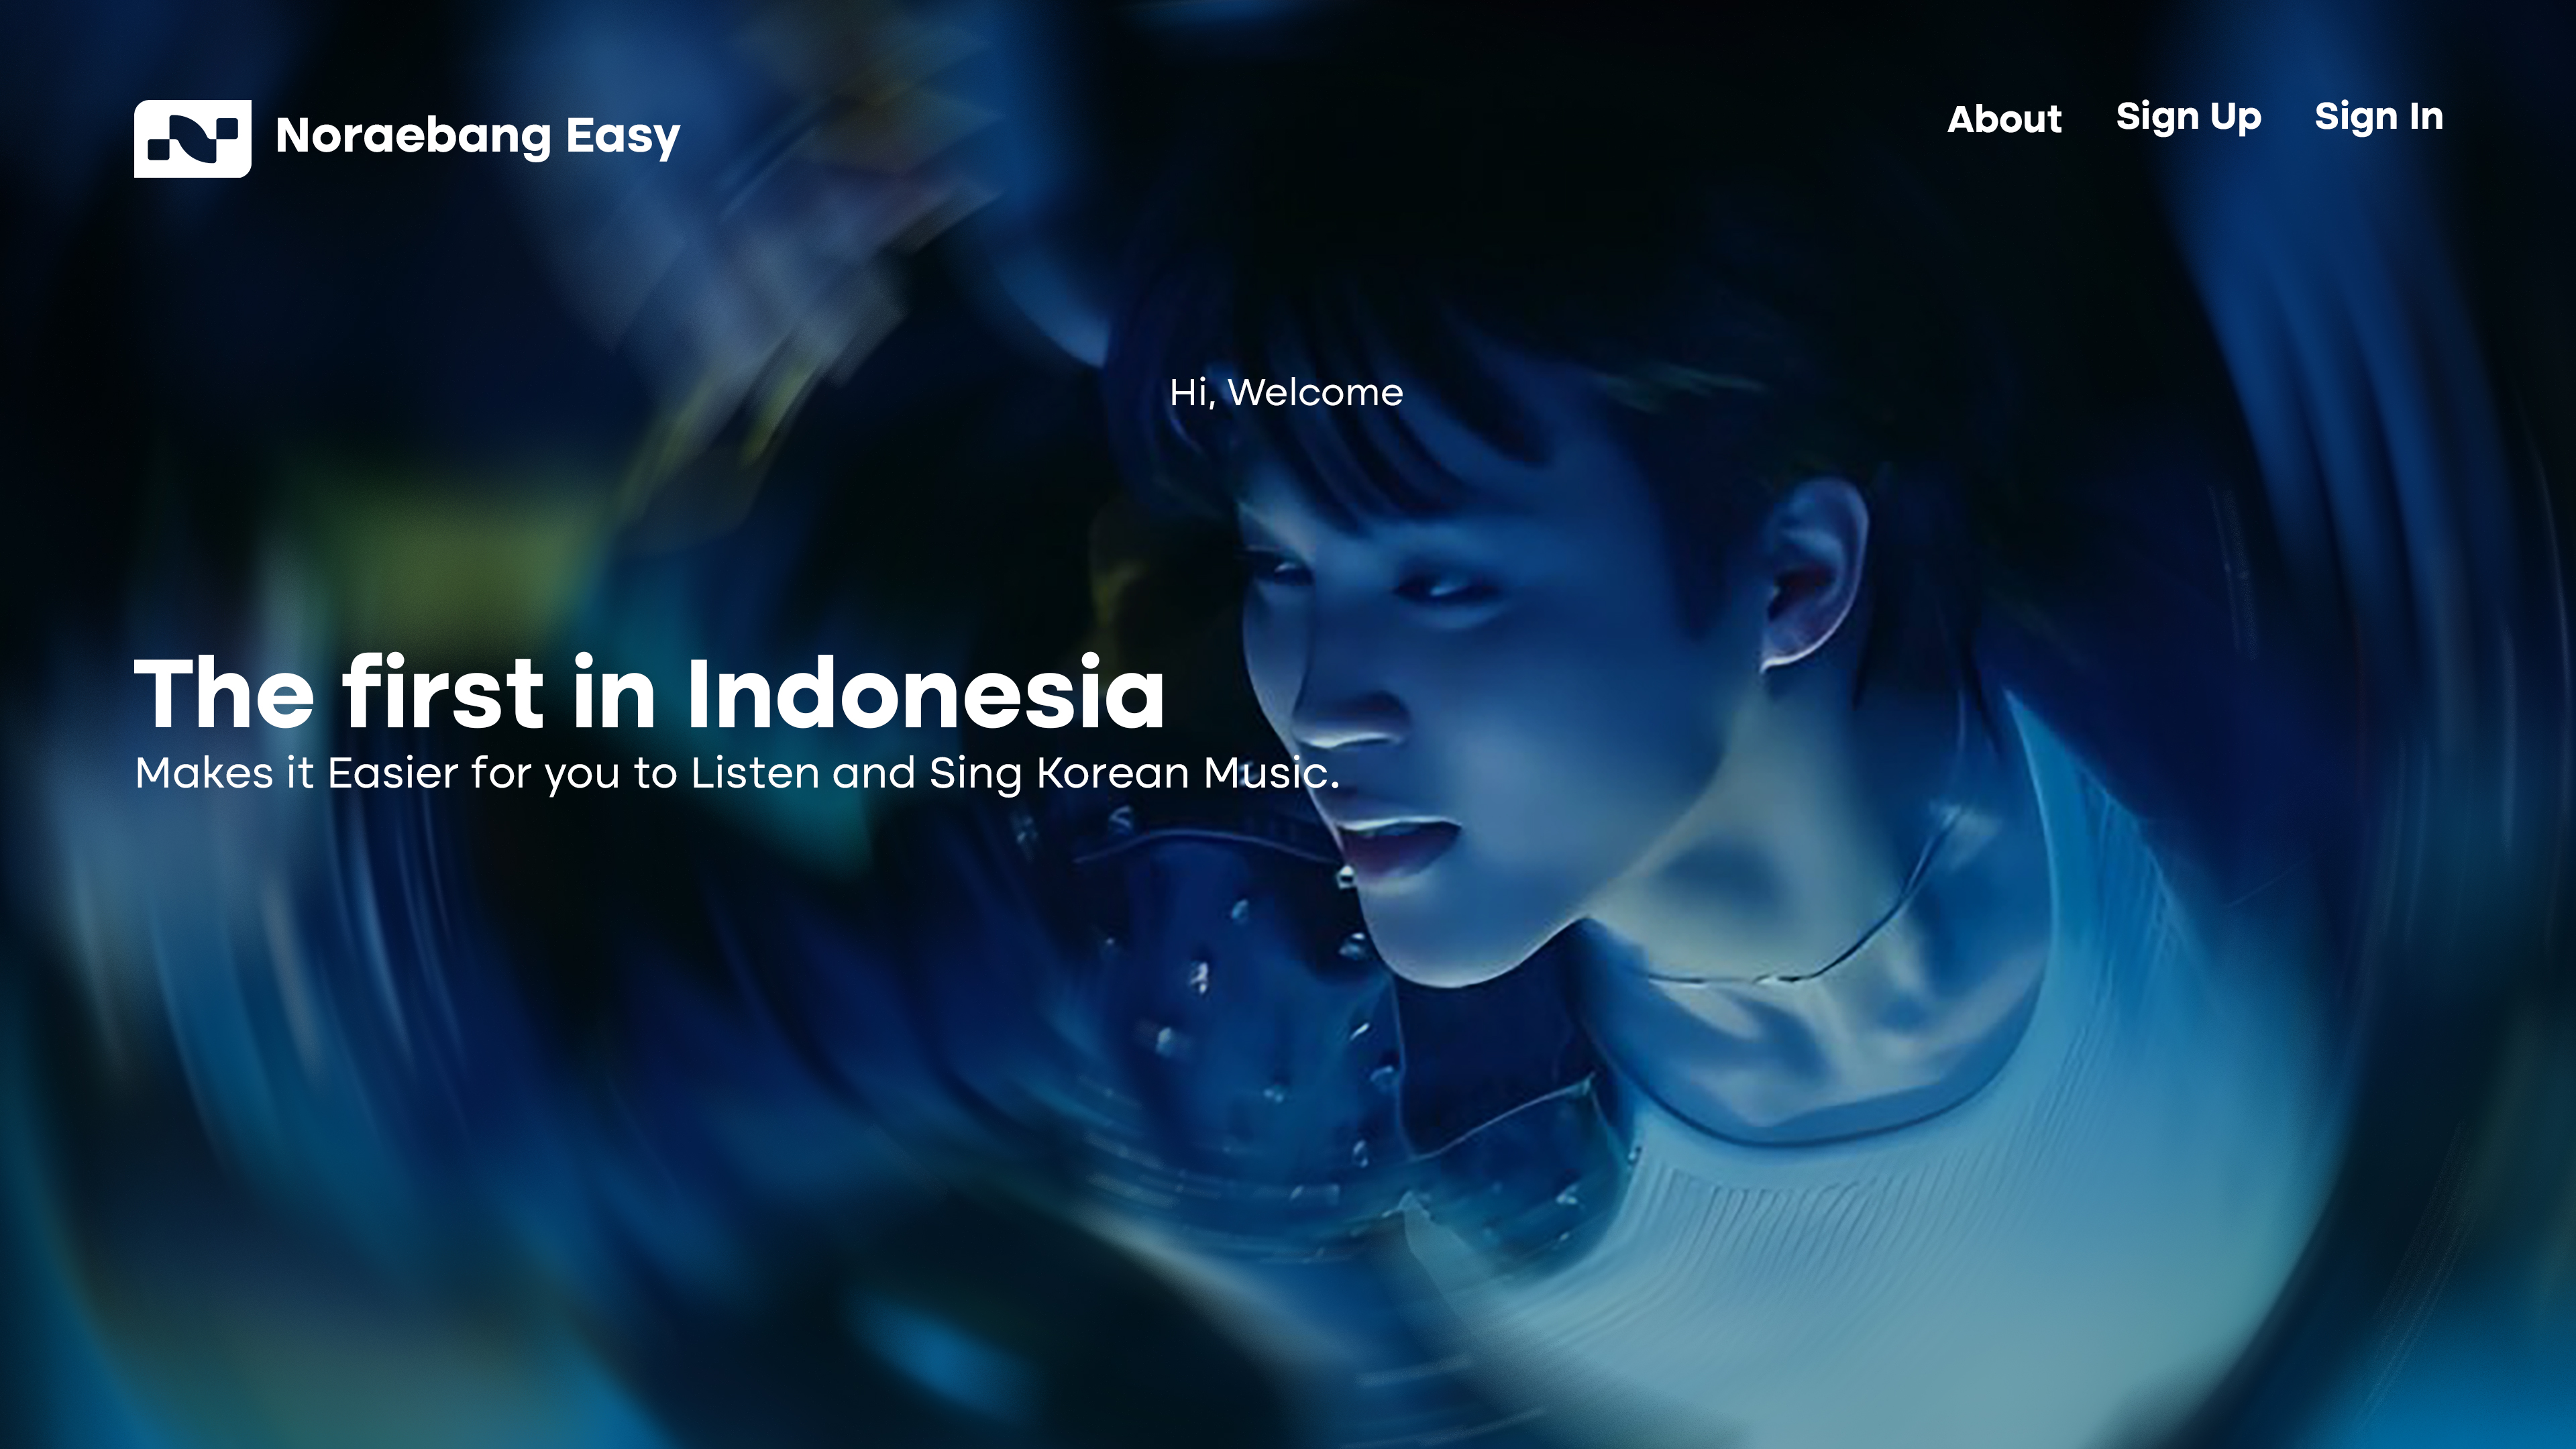 Noraebang Easy
About
Sign Up
Sign In
Hi, Welcome
The first in Indonesia
Makes it Easier for you to Listen and Sing Korean Music.